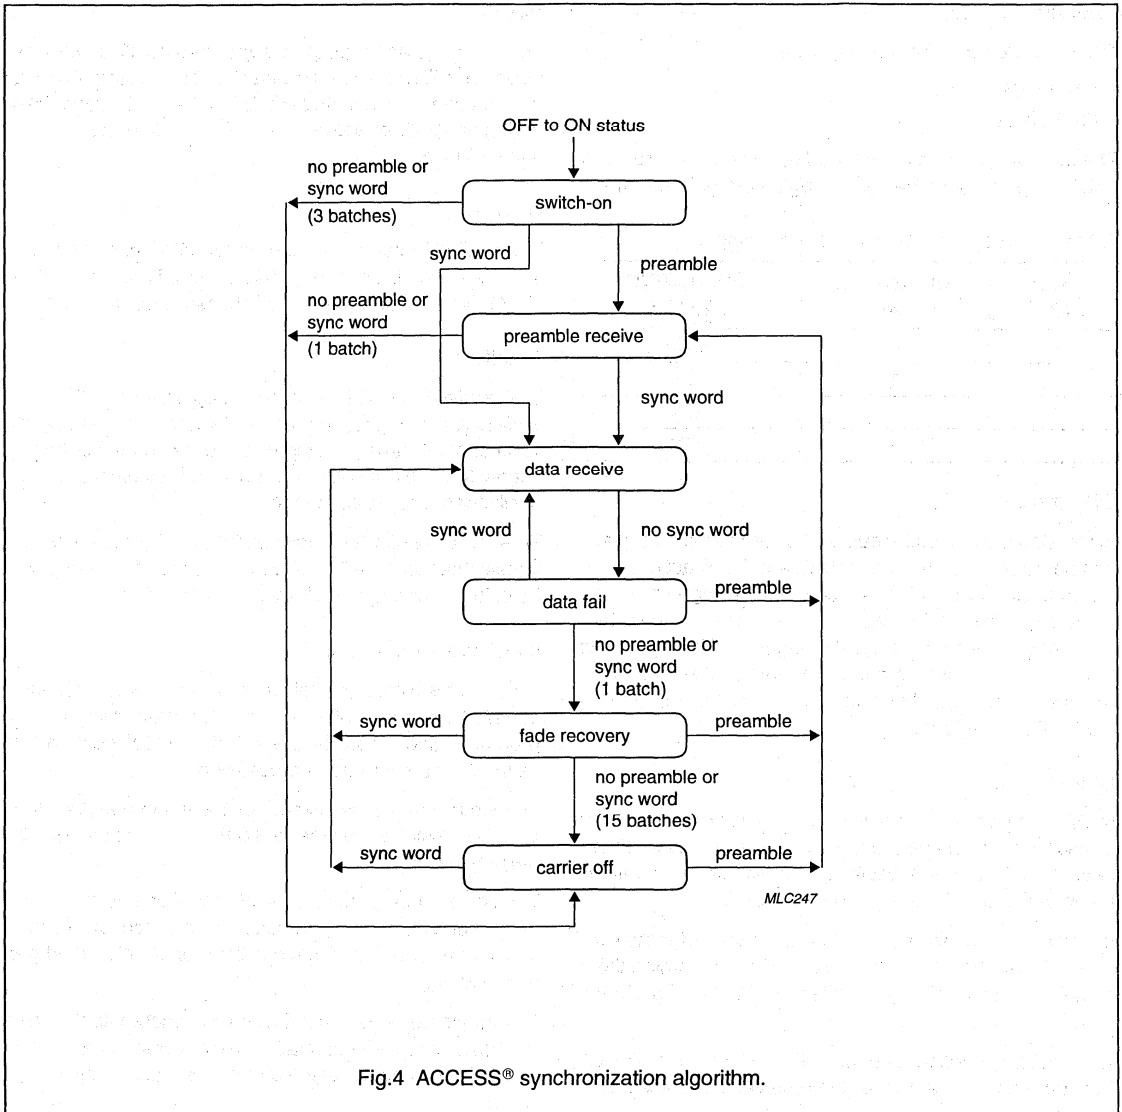 OFF to ON status
no preamble or
sync word
(3 batches)
switch-on
sync word
preamble
no preamble or
sync word
(1 batch)
preamble receive
sync word
data receive
sync word
no sync word
data fail
preamble
no preamble or
sync word
(1 batch)
sync word
fade recovery
preamble
no preamble or
sync word
(15 batches)
sync word
carrier off
preamble
MLC247
Fig.4 ACCESS® synchronization algorithm.